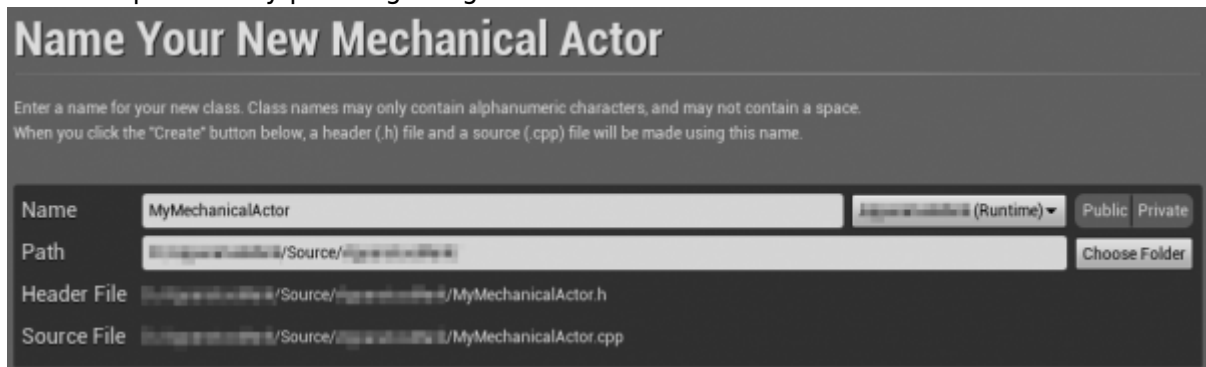 Name Your New Mechanical Actor
Enter a name for your new class. Class names may only contain alphanumeric characters, and may not contain a space.
When you click the "Create" button below, a header (.h) file and a source (.cpp) file will be made using this name.
Name MyMechanicalActor (Runtime) Public Private
Path /Source/ Choose Folder
Header File /Source/ /MyMechanicalActor.h
Source File /Source/ /MyMechanicalActor.cpp